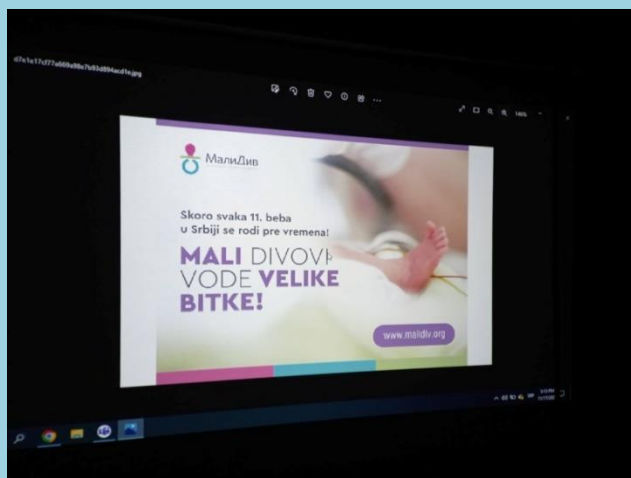 МалиДив
Skoro svaka 11. beba
u Srbiji se rodi pre vremena!
MALI DIVOVI
VODE VELIKE
BITKE!
www.malidiv.org